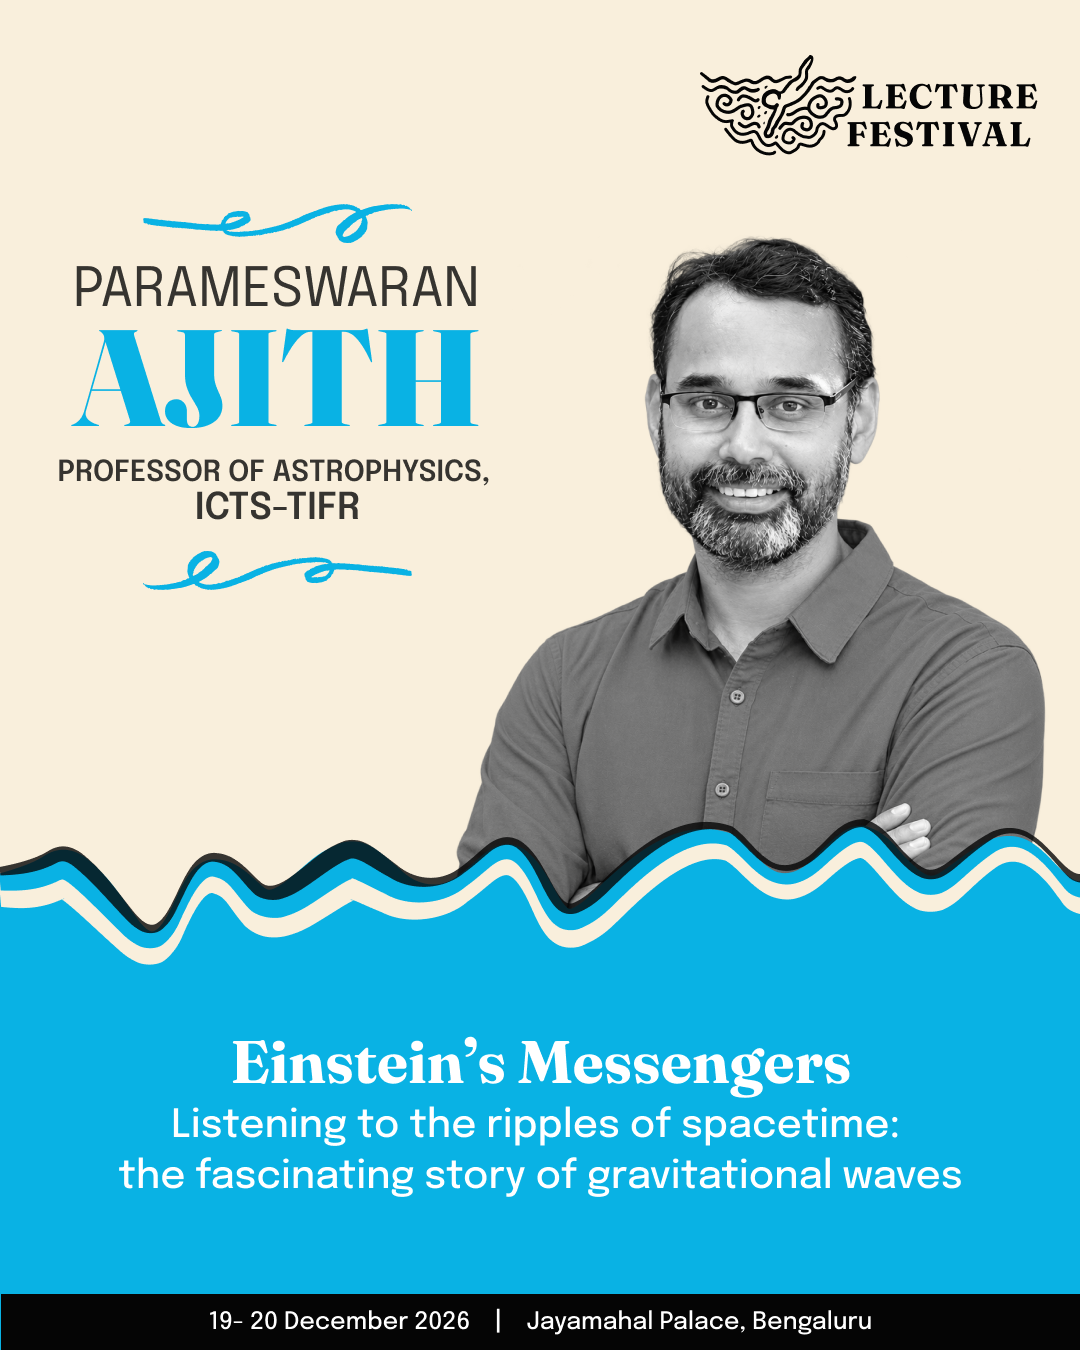 LECTURE
FESTIVAL
PARAMESWARAN
AJITH
PROFESSOR OF ASTROPHYSICS,
ICTS-TIFR
Einstein’s Messengers
Listening to the ripples of spacetime:
the fascinating story of gravitational waves
19- 20 December 2026 | Jayamahal Palace, Bengaluru